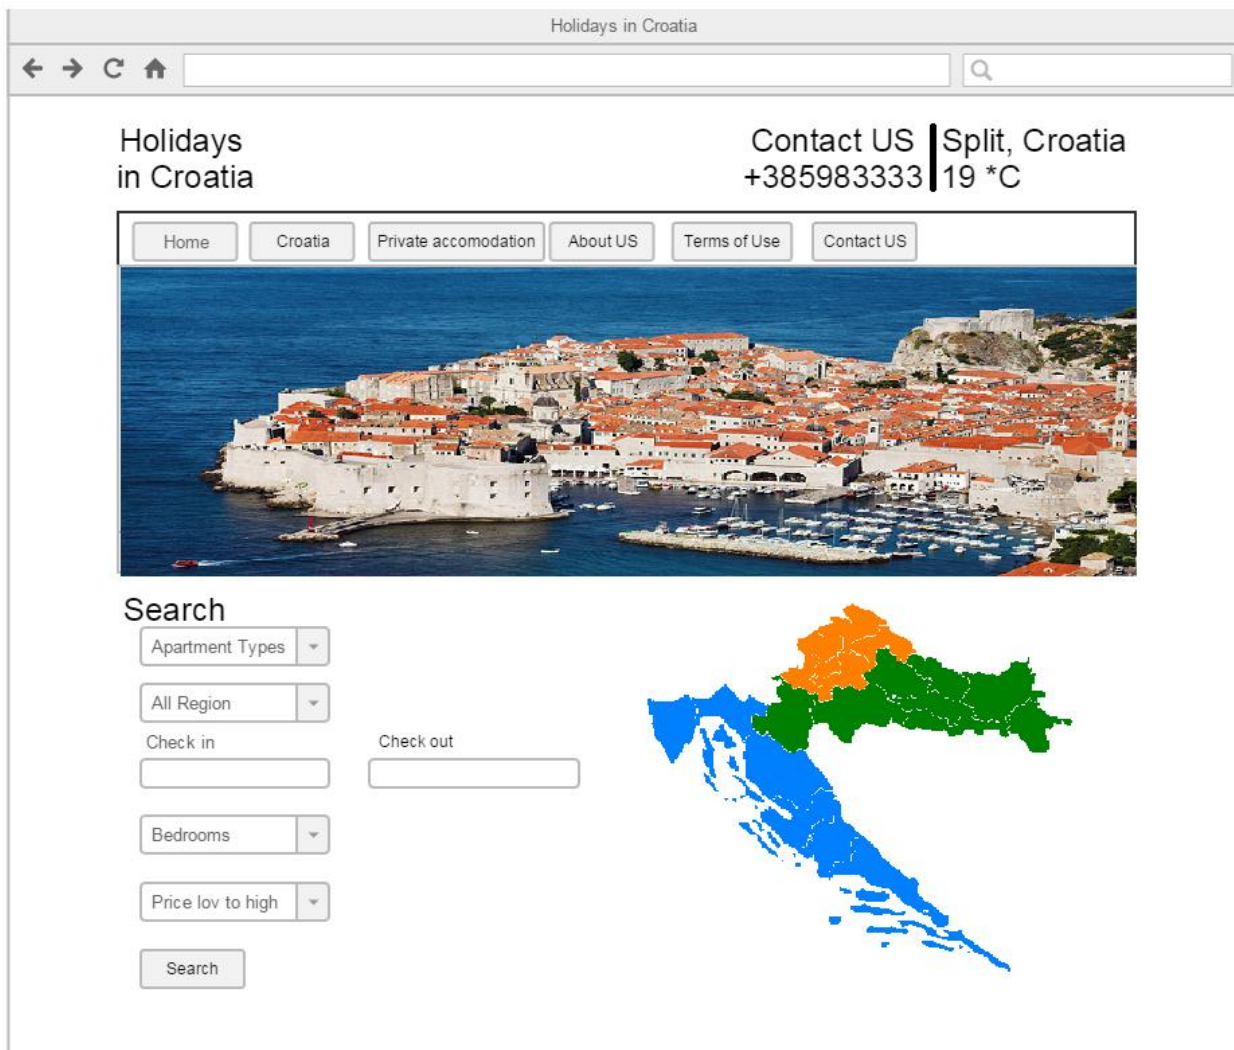 Holidays in Croatia
Holidays
in Croatia
Contact US
+385983333
Split, Croatia
19 *C
Home
Croatia
Private accomodation
About US
Terms of Use
Contact US
Search
Apartment Types
All Region
Check in
Check out
Bedrooms
Price lov to high
Search